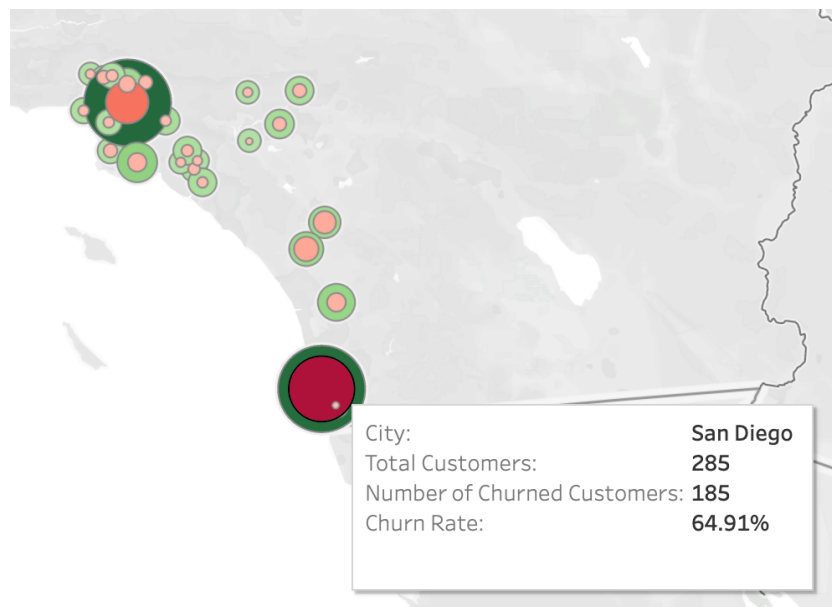 City: San Diego
Total Customers: 285
Number of Churned Customers: 185
Churn Rate: 64.91%